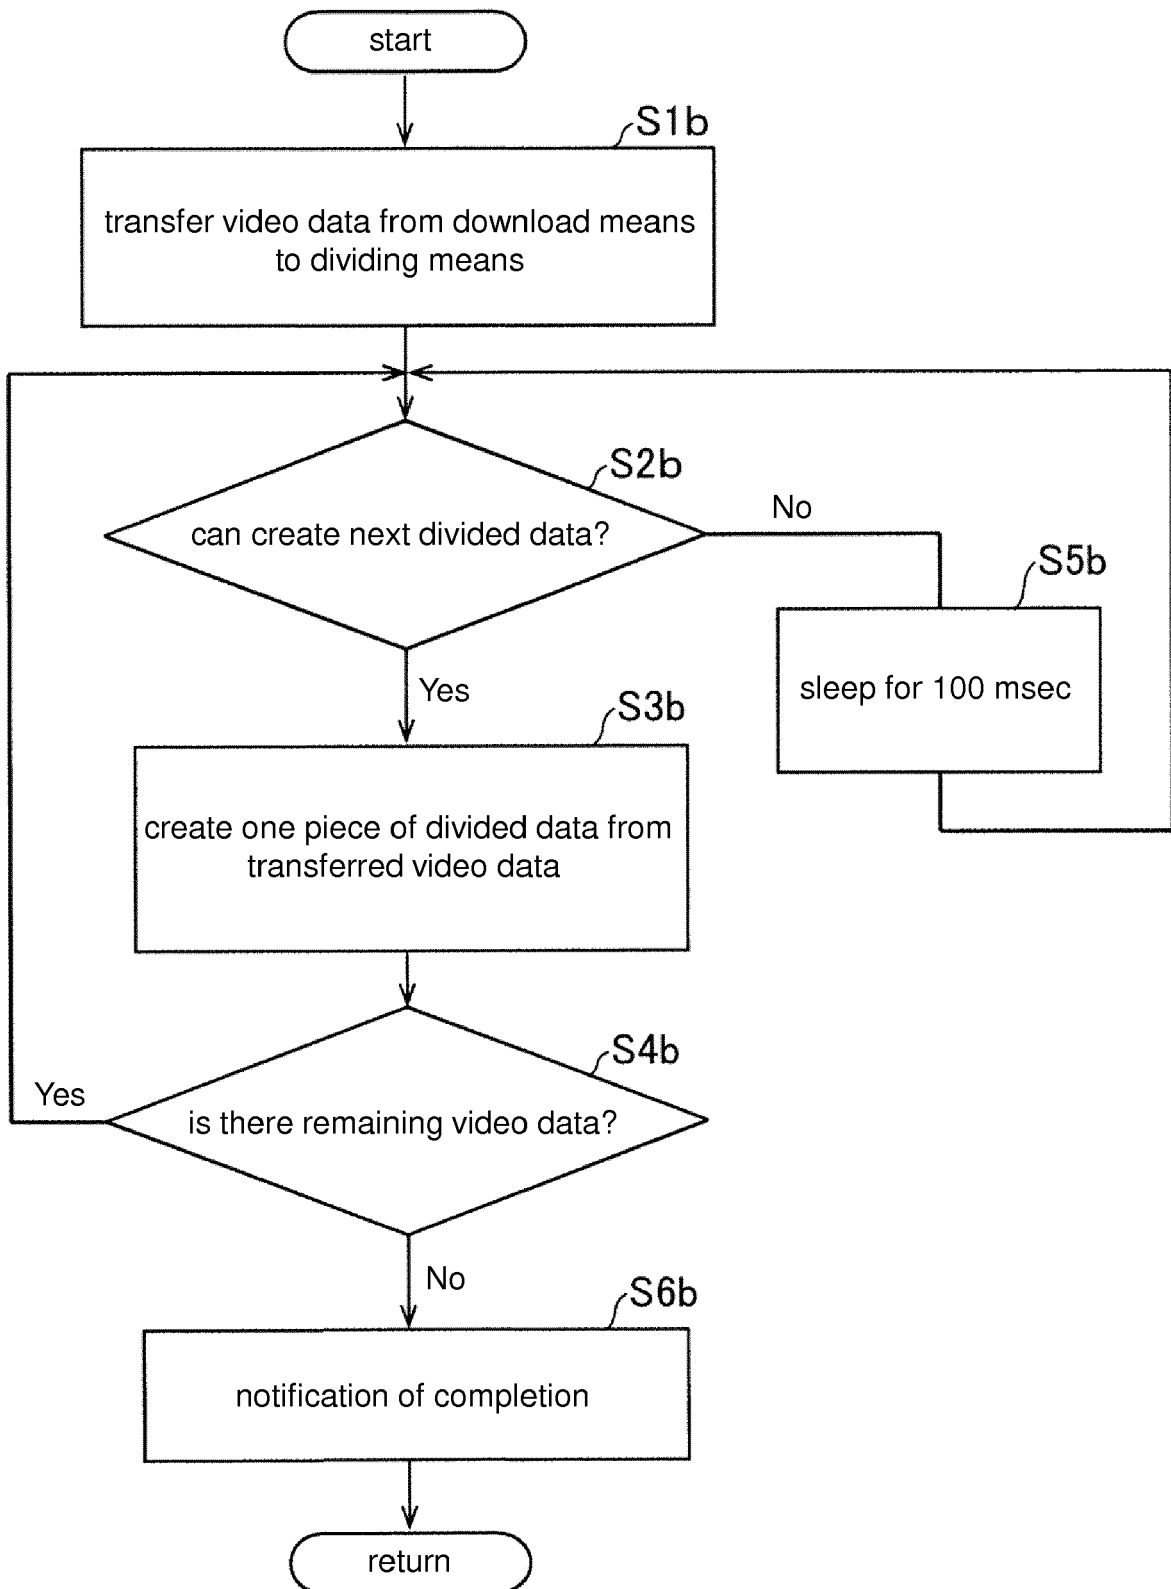 start
S1b
transfer video data from download means
to dividing means
S2b
can create next divided data?
No
S5b
sleep for 100 msec
Yes
S3b
create one piece of divided data from
transferred video data
S4b
Yes
is there remaining video data?
No
S6b
notification of completion
return